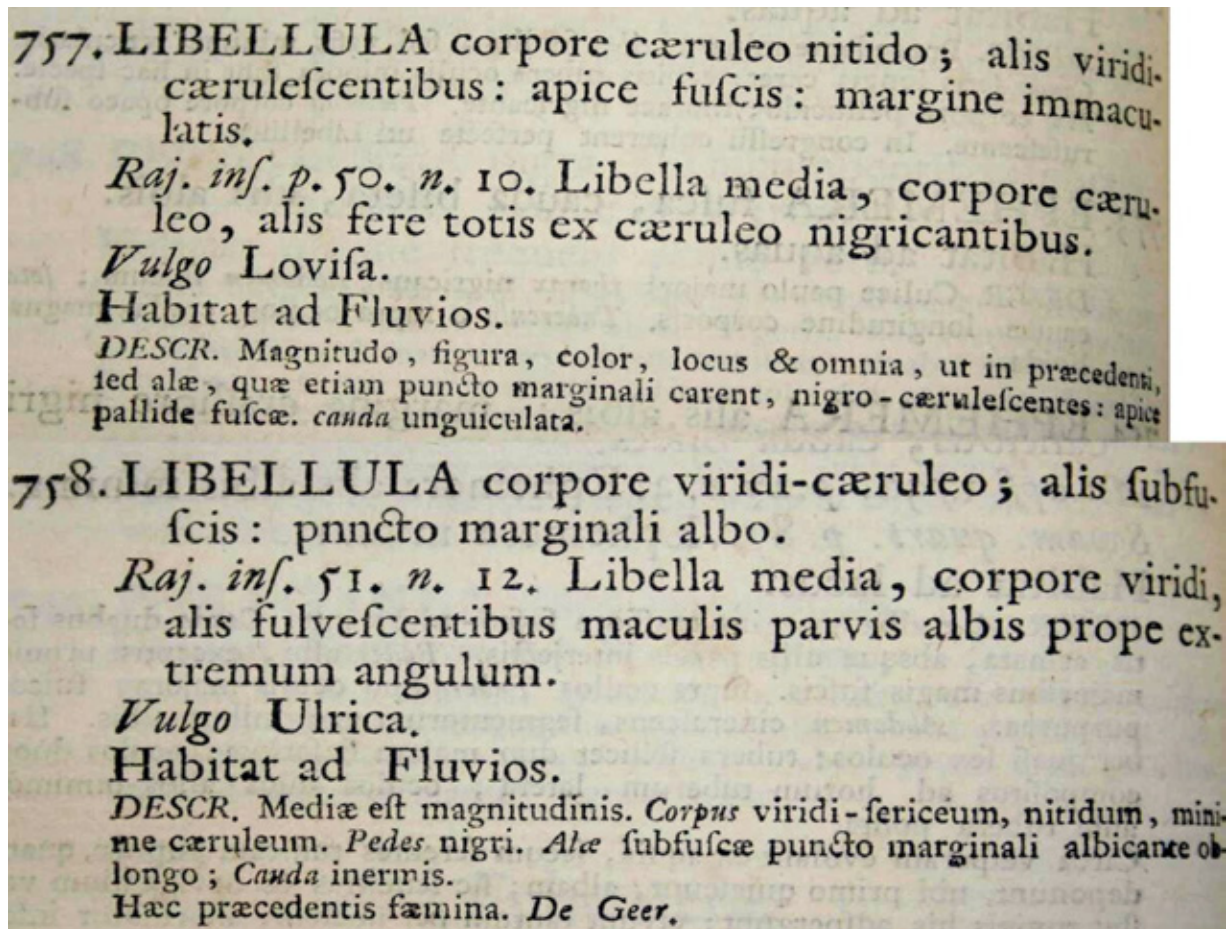 757. LIBELLULA corpore cæruleo nitido; alis viridi-
cæruleſcentibus: apice fuſcis: margine immacu-
latis.
Raj. inſ. p. 50. n. 10. Libella media, corpore cæru-
leo, alis fere totis ex cæruleo nigricantibus.
Vulgo Loviſa.
Habitat ad Fluvios.
DESCR. Magnitudo, figura, color, locus & omnia, ut in præcedenti,
ſed alæ, quæ etiam puncto marginali carent, nigro-cæruleſcentes: apice
pallide fuſcæ. cauda unguiculata.
758. LIBELLULA corpore viridi-cæruleo; alis ſubfu-
ſcis: pnncto marginali albo.
Raj. inſ. 51. n. 12. Libella media, corpore viridi,
alis fulveſcentibus maculis parvis albis prope ex-
tremum angulum.
Vulgo Ulrica.
Habitat ad Fluvios.
DESCR. Mediæ eſt magnitudinis. Corpus viridi-ſericeum, nitidum, mini-
me cæruleum. Pedes nigri. Alæ ſubfuſcæ puncto marginali albicante ob-
longo; Cauda inermis.
Hæc præcedentis fæmina. De Geer.